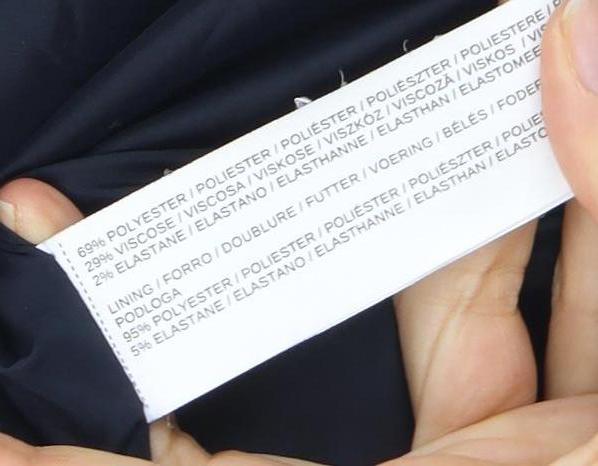 69% POLYESTER / POLIESTER / POLIÉSTER / POLIÉSZTER / POLIESTERE /
29% VISCOSE / VISCOSA / VISKOSE / VISZKÓZ / VISCOZĂ / VISKOS /
2% ELASTANE / ELASTANO / ELASTHANNE / ELASTHAN / ELASTOMEE
LINING / FORRO / DOUBLURE / FUTTER / VOERING / BÉLÉS / FODER
PODLOGA
95% POLYESTER / POLIESTER / POLIÉSTER / POLIÉSZTER / POLIES
5% ELASTANE / ELASTANO / ELASTHANNE / ELASTHAN / ELASTO